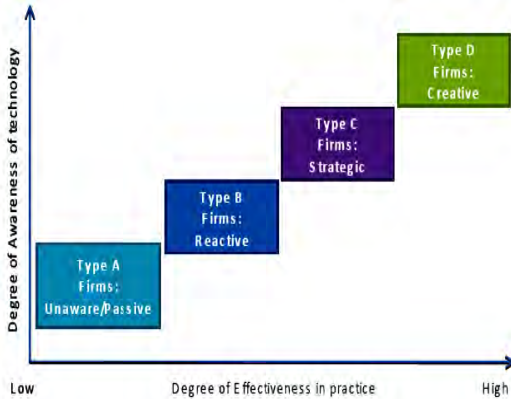 Degree of Awareness of technology
Type D
Firms:
Creative
Type C
Firms:
Strategic
Type B
Firms:
Reactive
Type A
Firms:
Unaware/Passive
Low
Degree of Effectiveness in practice
High